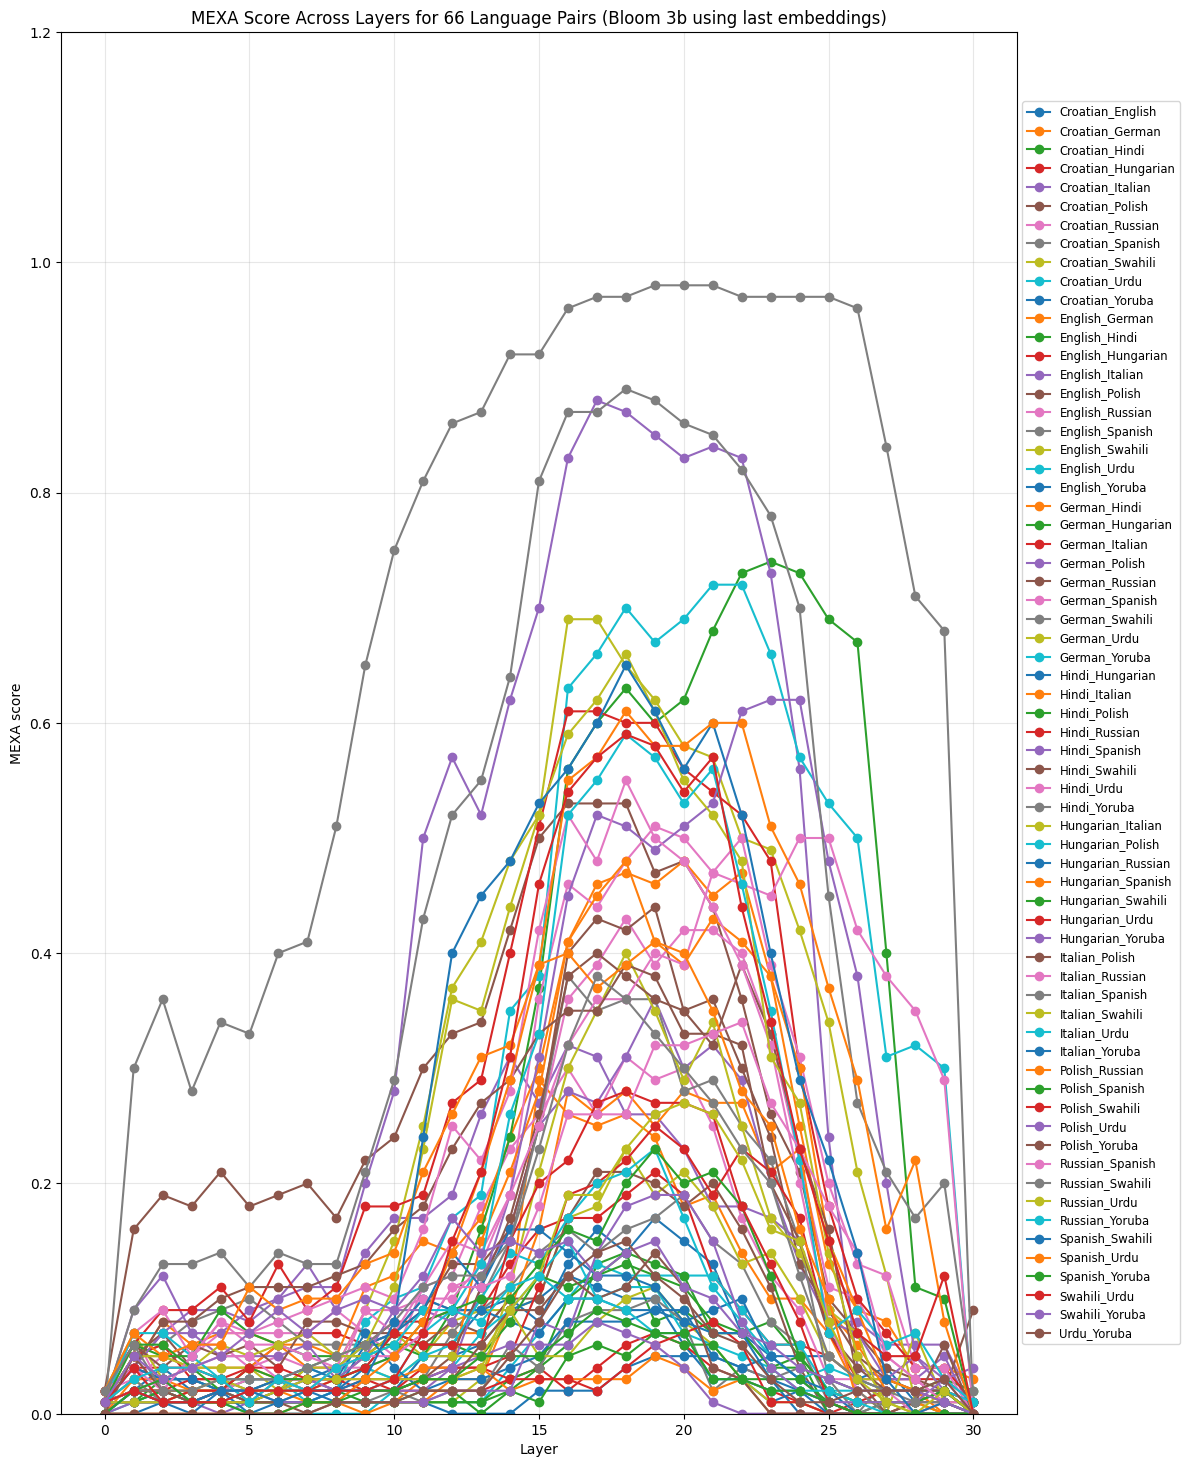 MEXA Score Across Layers for 66 Language Pairs (Bloom 3b using last embeddings)
1.2
1.0
0.8
0.6
0.4
0.2
0.0
MEXA score
0
5
10
15
20
25
30
Layer
Croatian_English
Croatian_German
Croatian_Hindi
Croatian_Hungarian
Croatian_Italian
Croatian_Polish
Croatian_Russian
Croatian_Spanish
Croatian_Swahili
Croatian_Urdu
Croatian_Yoruba
English_German
English_Hindi
English_Hungarian
English_Italian
English_Polish
English_Russian
English_Spanish
English_Swahili
English_Urdu
English_Yoruba
German_Hindi
German_Hungarian
German_Italian
German_Polish
German_Russian
German_Spanish
German_Swahili
German_Urdu
German_Yoruba
Hindi_Hungarian
Hindi_Italian
Hindi_Polish
Hindi_Russian
Hindi_Spanish
Hindi_Swahili
Hindi_Urdu
Hindi_Yoruba
Hungarian_Italian
Hungarian_Polish
Hungarian_Russian
Hungarian_Spanish
Hungarian_Swahili
Hungarian_Urdu
Hungarian_Yoruba
Italian_Polish
Italian_Russian
Italian_Spanish
Italian_Swahili
Italian_Urdu
Italian_Yoruba
Polish_Russian
Polish_Spanish
Polish_Swahili
Polish_Urdu
Polish_Yoruba
Russian_Spanish
Russian_Swahili
Russian_Urdu
Russian_Yoruba
Spanish_Swahili
Spanish_Urdu
Spanish_Yoruba
Swahili_Urdu
Swahili_Yoruba
Urdu_Yoruba